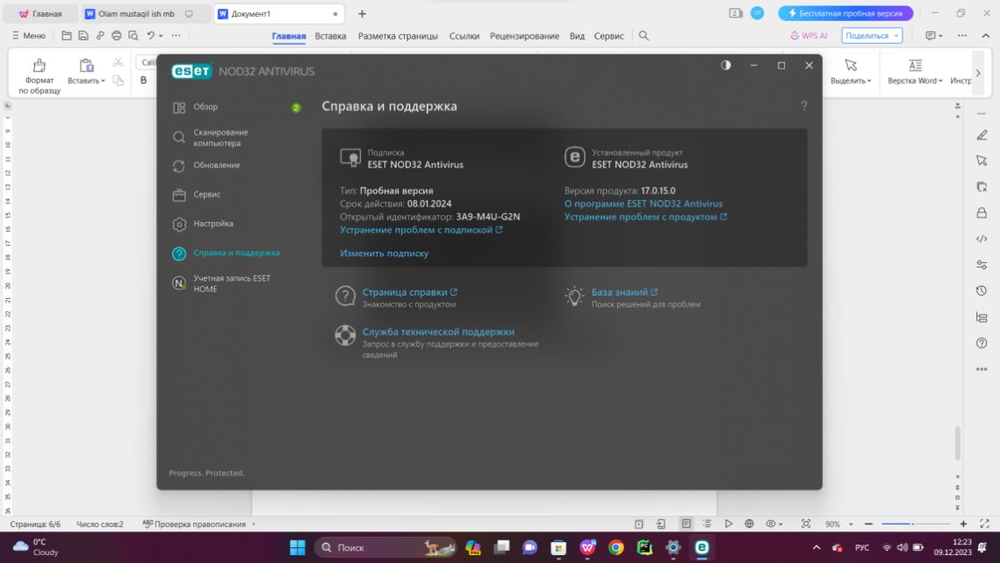 Главная
Olam mustaqil ish mb
Документ1
2
Бесплатная пробная версия
Меню
Главная
Вставка
Разметка страницы
Ссылки
Рецензирование
Вид
Сервис
WPS AI
Поделиться
Формат
по образцу
Вставить
Cali
B
Выделить
Верстка Word
Инстр
eset NOD32 ANTIVIRUS
Обзор
2
Сканирование
компьютера
Обновление
Сервис
Настройка
Справка и поддержка
Учетная запись ESET
HOME
Progress. Protected.
Справка и поддержка
?
Подписка
ESET NOD32 Antivirus
Тип: Пробная версия
Срок действия: 08.01.2024
Открытый идентификатор: 3A9-M4U-G2N
Устранение проблем с подпиской
Изменить подписку
Установленный продукт
ESET NOD32 Antivirus
Версия продукта: 17.0.15.0
О программе ESET NOD32 Antivirus
Устранение проблем с продуктом
Страница справки
Знакомство с продуктом
База знаний
Поиск решений для проблем
Служба технической поддержки
Запрос в службу поддержки и предоставление
сведений
Страница: 6/6
Число слов:2
Проверка правописания
90%
0°C
Cloudy
Поиск
РУС
12:23
09.12.2023